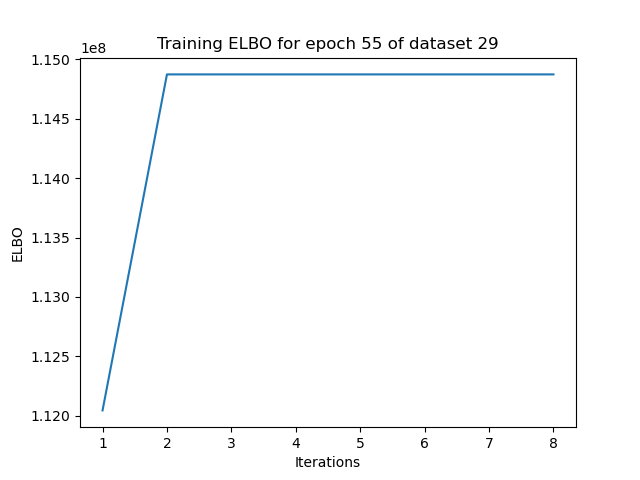 Training ELBO for epoch 55 of dataset 29
1e8
1.150
1.145
1.140
1.135
1.130
1.125
1.120
ELBO
1 2 3 4 5 6 7 8
Iterations